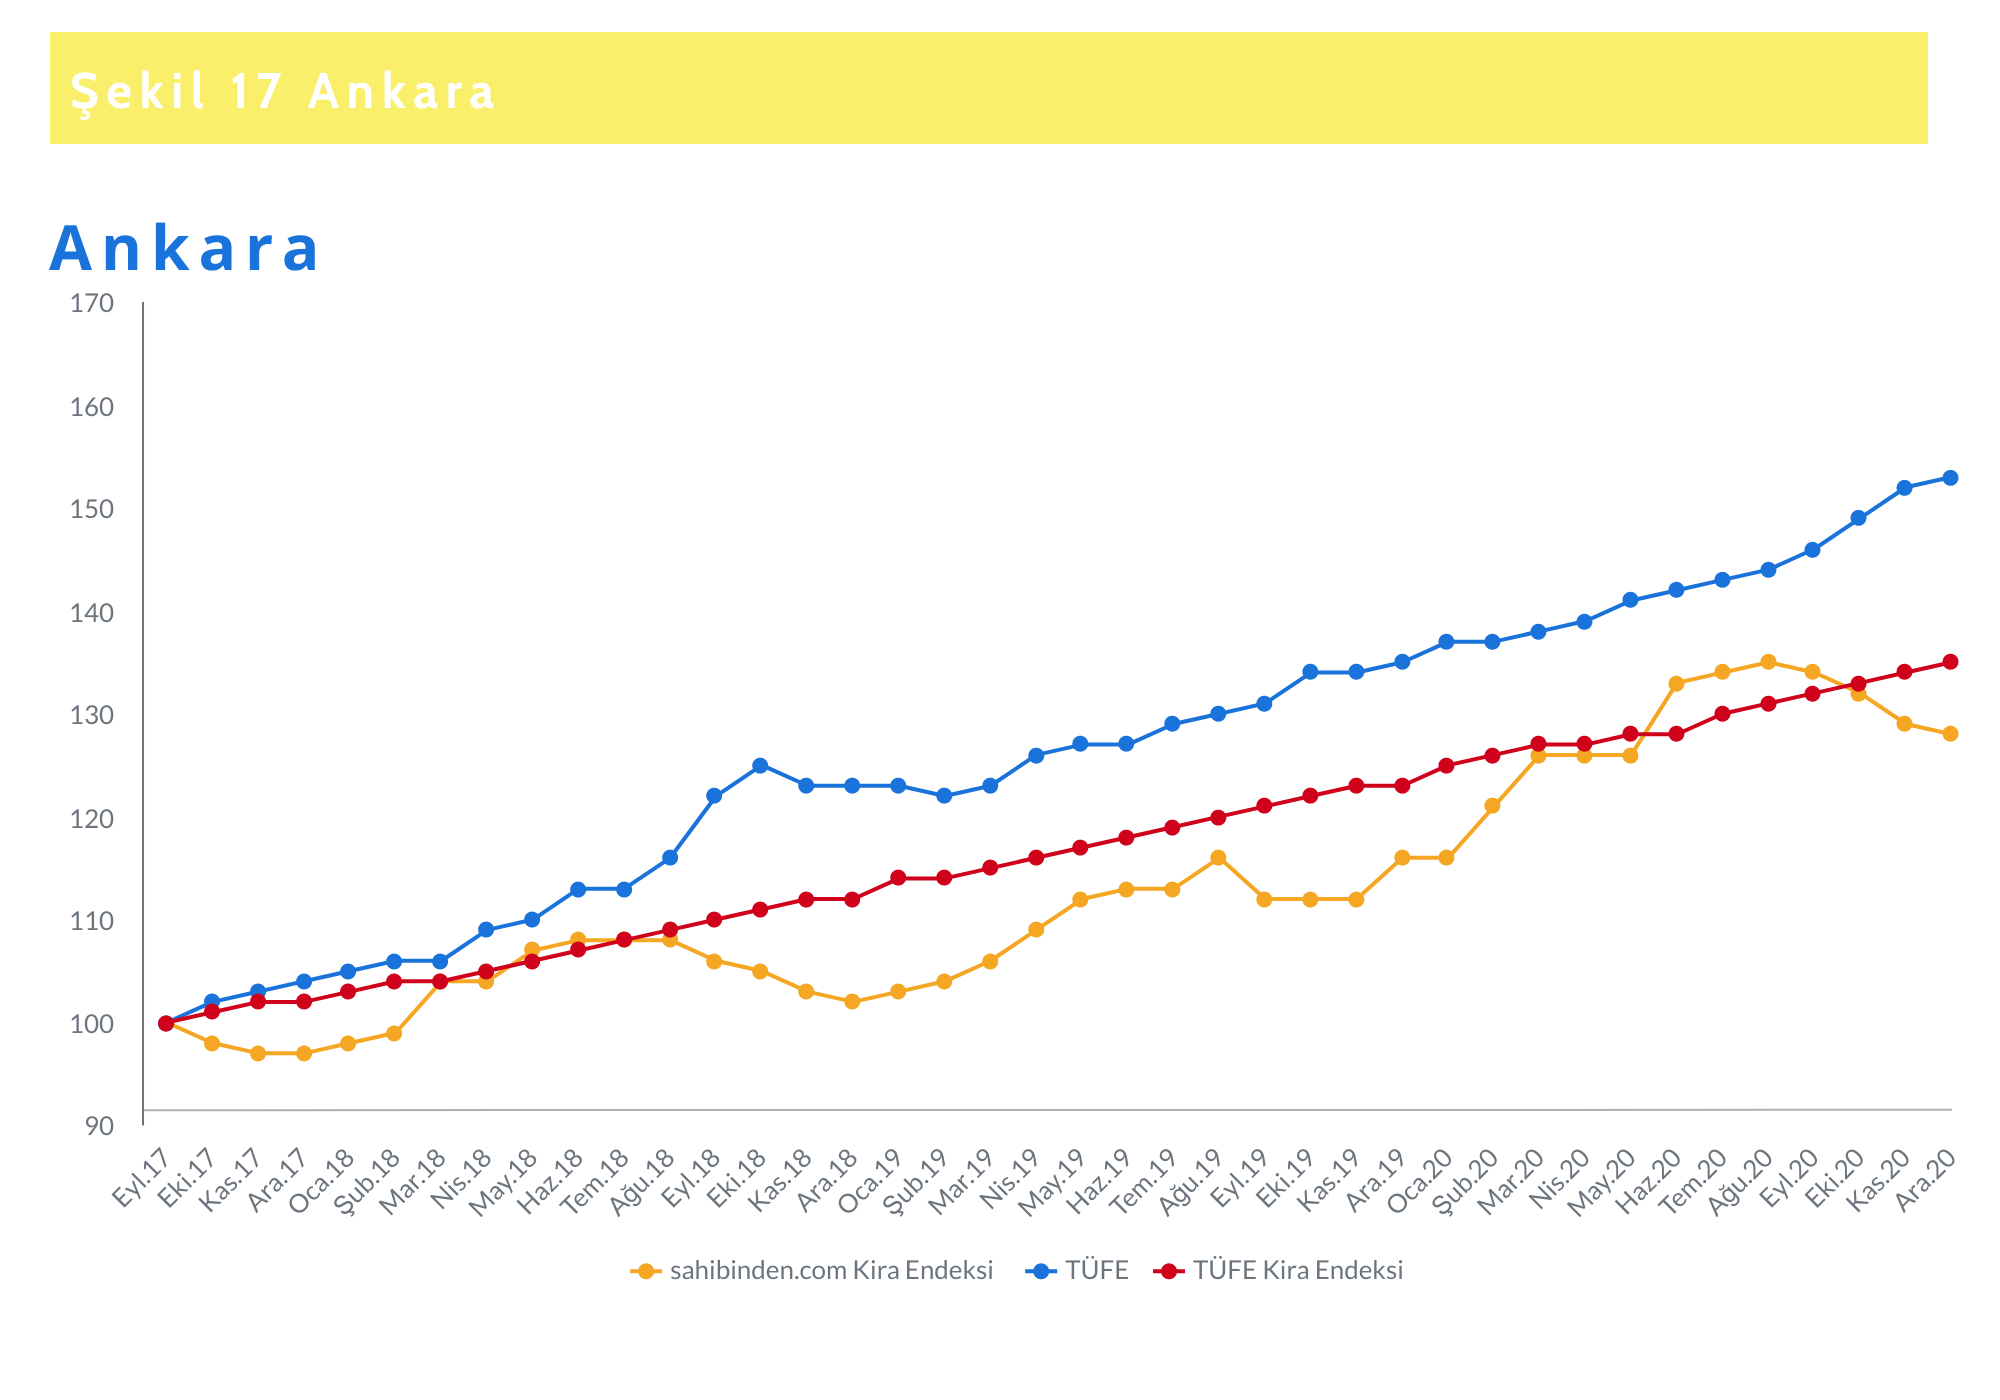 Şekil 17 Ankara
Ankara
170
160
150
140
130
120
110
100
90
Eyl.17 Eki.17 Kas.17 Ara.17 Oca.18 Şub.18 Mar.18 Nis.18 May.18 Haz.18 Tem.18 Ağu.18 Eyl.18 Eki.18 Kas.18 Ara.18 Oca.19 Şub.19 Mar.19 Nis.19 May.19 Haz.19 Tem.19 Ağu.19 Eyl.19 Eki.19 Kas.19 Ara.19 Oca.20 Şub.20 Mar.20 Nis.20 May.20 Haz.20 Tem.20 Ağu.20 Eyl.20 Eki.20 Kas.20 Ara.20
sahibinden.com Kira Endeksi TÜFE TÜFE Kira Endeksi